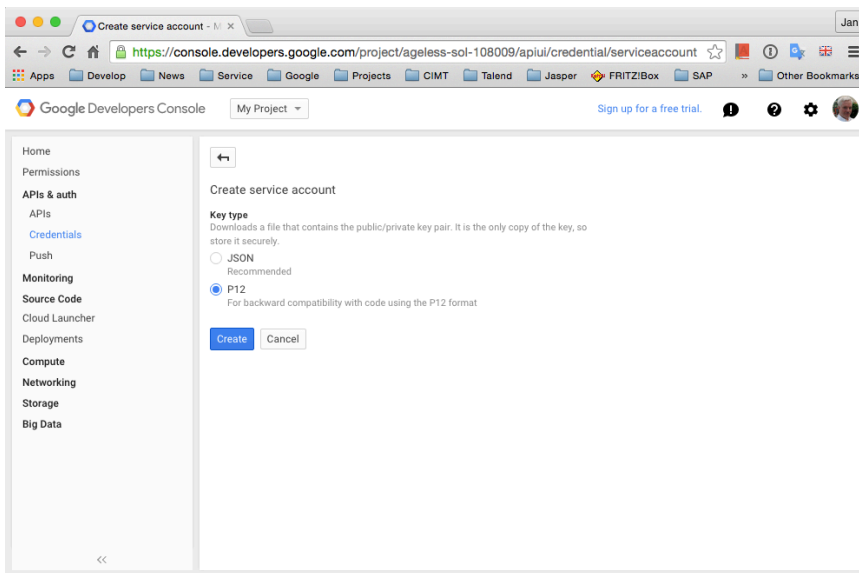 Create service account - M
Jan
https://console.developers.google.com/project/ageless-sol-108009/apiui/credential/serviceaccount
Apps Develop News Service Google Projects CIMT Talend Jasper FRITZ!Box SAP » Other Bookmarks
Google Developers Console My Project Sign up for a free trial.
Home
Permissions
APIs & auth
APIs
Credentials
Push
Monitoring
Source Code
Cloud Launcher
Deployments
Compute
Networking
Storage
Big Data
<<
Create service account
Key type
Downloads a file that contains the public/private key pair. It is the only copy of the key, so
store it securely.
JSON
Recommended
P12
For backward compatibility with code using the P12 format
Create Cancel